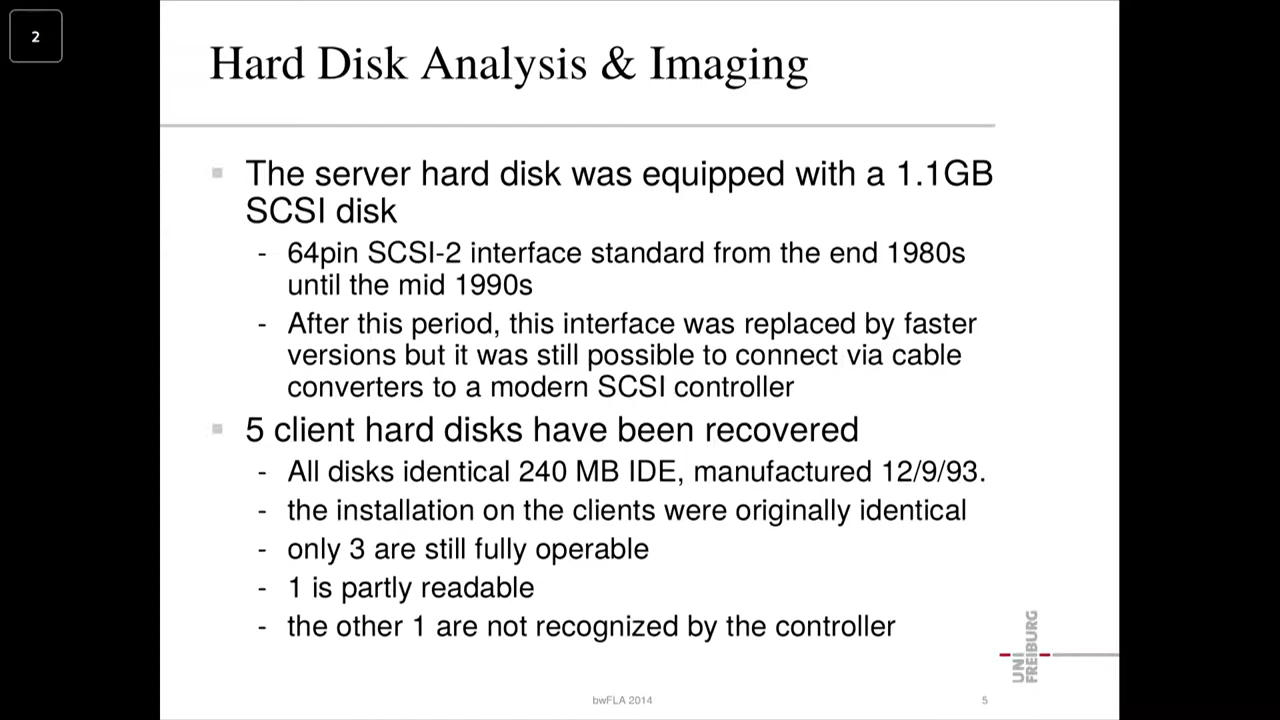 2
Hard Disk Analysis & Imaging
The server hard disk was equipped with a 1.1GB
SCSI disk
- 64pin SCSI-2 interface standard from the end 1980s
until the mid 1990s
- After this period, this interface was replaced by faster
versions but it was still possible to connect via cable
converters to a modern SCSI controller
5 client hard disks have been recovered
- All disks identical 240 MB IDE, manufactured 12/9/93.
- the installation on the clients were originally identical
- only 3 are still fully operable
- 1 is partly readable
- the other 1 are not recognized by the controller
UNI
FREIBURG
bwFLA 2014
5